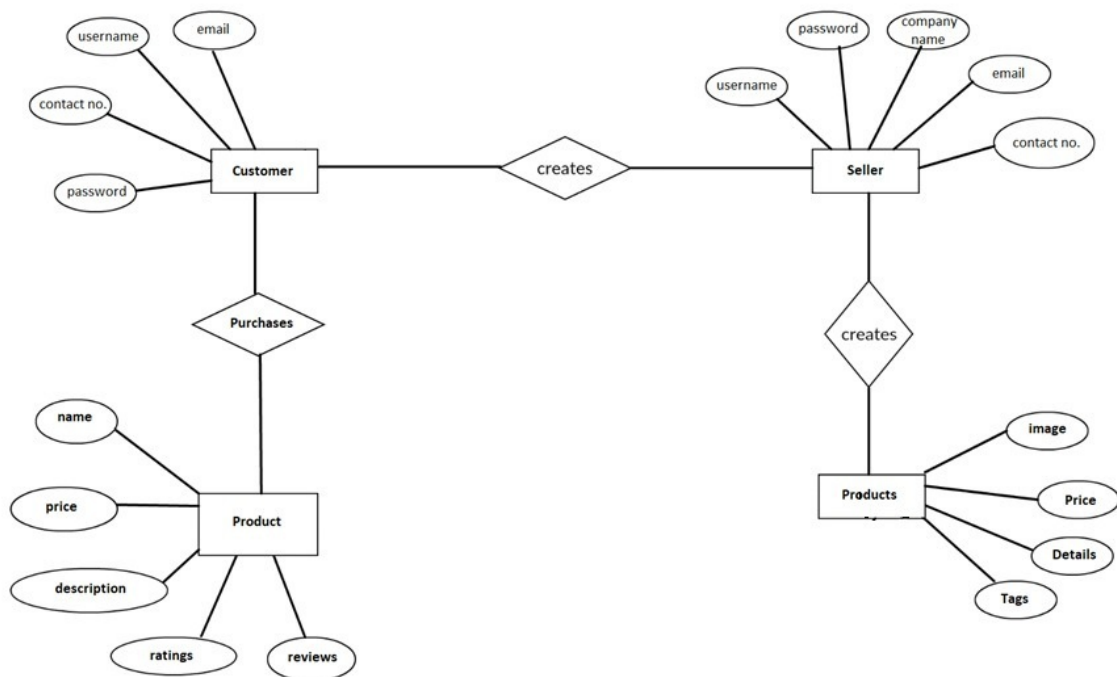 email
username
contact no.
password
Customer
creates
password
company
name
username
email
contact no.
Seller
Purchases
creates
name
price
Product
description
ratings
reviews
image
Products
Price
Details
Tags